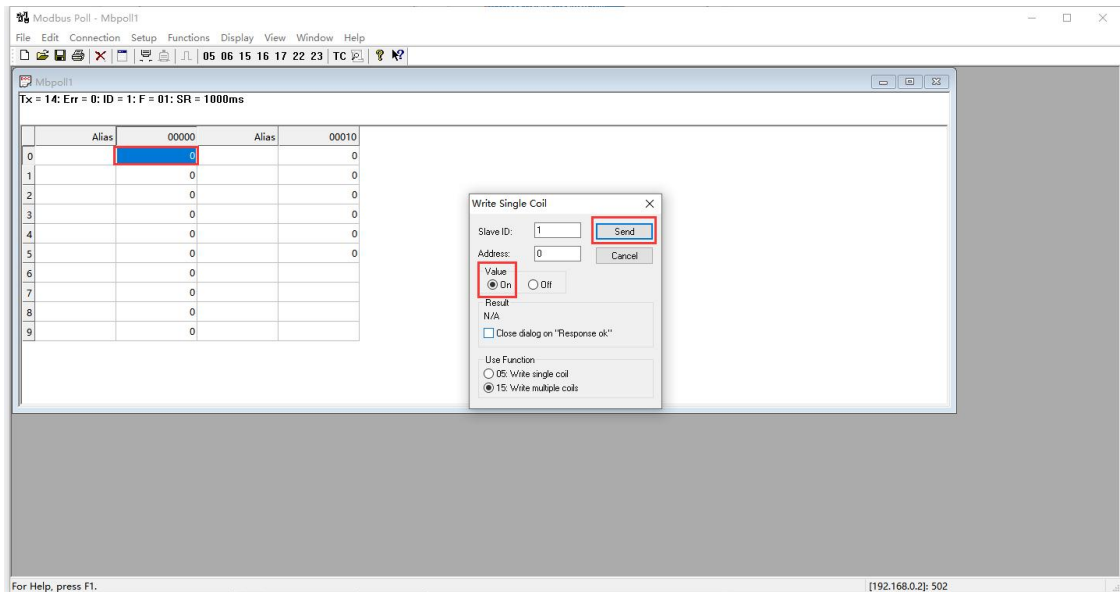 Modbus Poll - Mbpoll1
File Edit Connection Setup Functions Display View Window Help
05 06 15 16 17 22 23 TC
Mbpoll1
Tx = 14: Err = 0: ID = 1: F = 01: SR = 1000ms
Alias 00000 Alias 00010
0 0 0
1 0 0
2 0 0
3 0 0
4 0 0
5 0 0
6 0
7 0
8 0
9 0
Write Single Coil
Slave ID: 1 Send
Address: 0 Cancel
Value
On Off
Result
N/A
Close dialog on "Response ok"
Use Function
05: Write single coil
15: Write multiple coils
For Help, press F1. [192.168.0.2]: 502